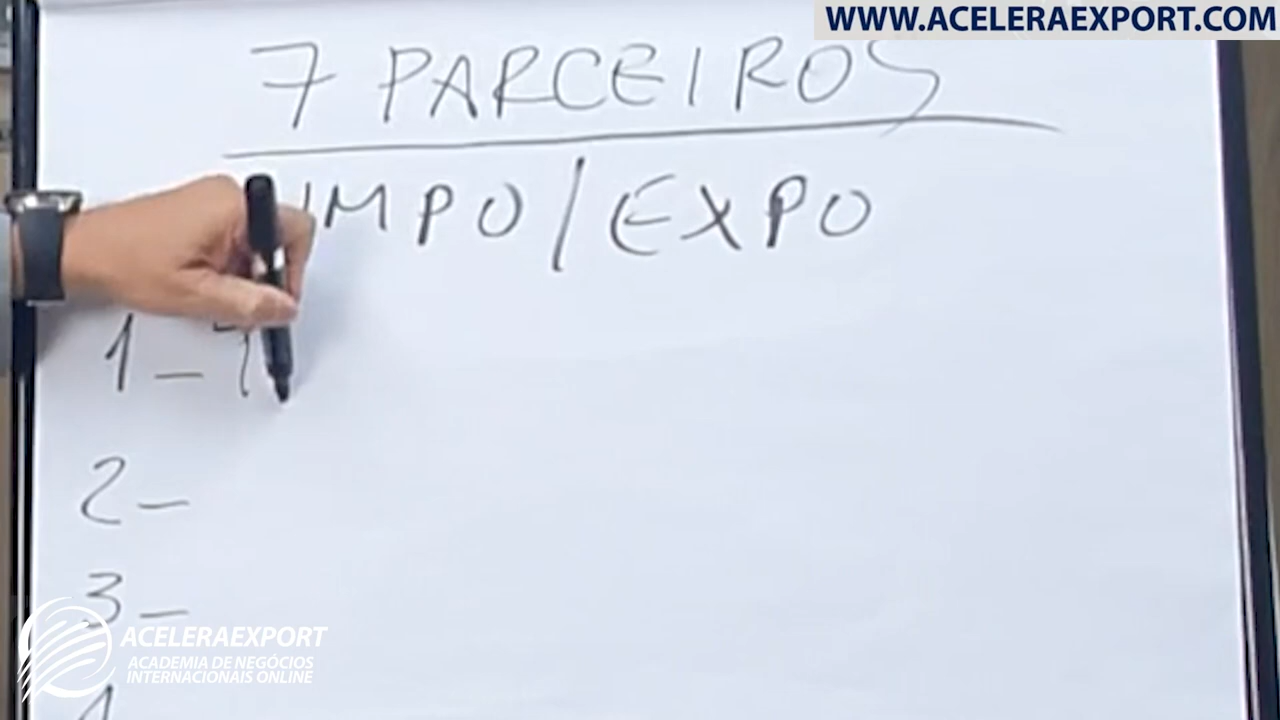 WWW.ACELERAEXPORT.COM
7 PARCEIROS
IMPO/EXPO
1-
2-
3-
ACELERAEXPORT
ACADEMIA DE NEGÓCIOS
INTERNACIONAIS ONLINE